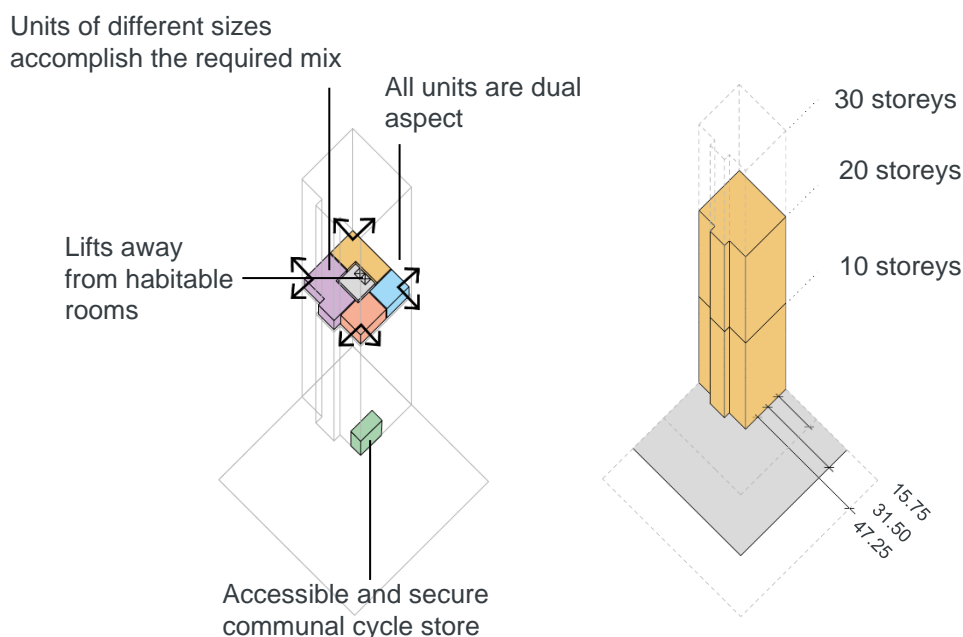 Units of different sizes
accomplish the required mix
All units are dual
aspect
Lifts away
from habitable
rooms
Accessible and secure
communal cycle store
30 storeys
20 storeys
10 storeys
15.75
31.50
47.25